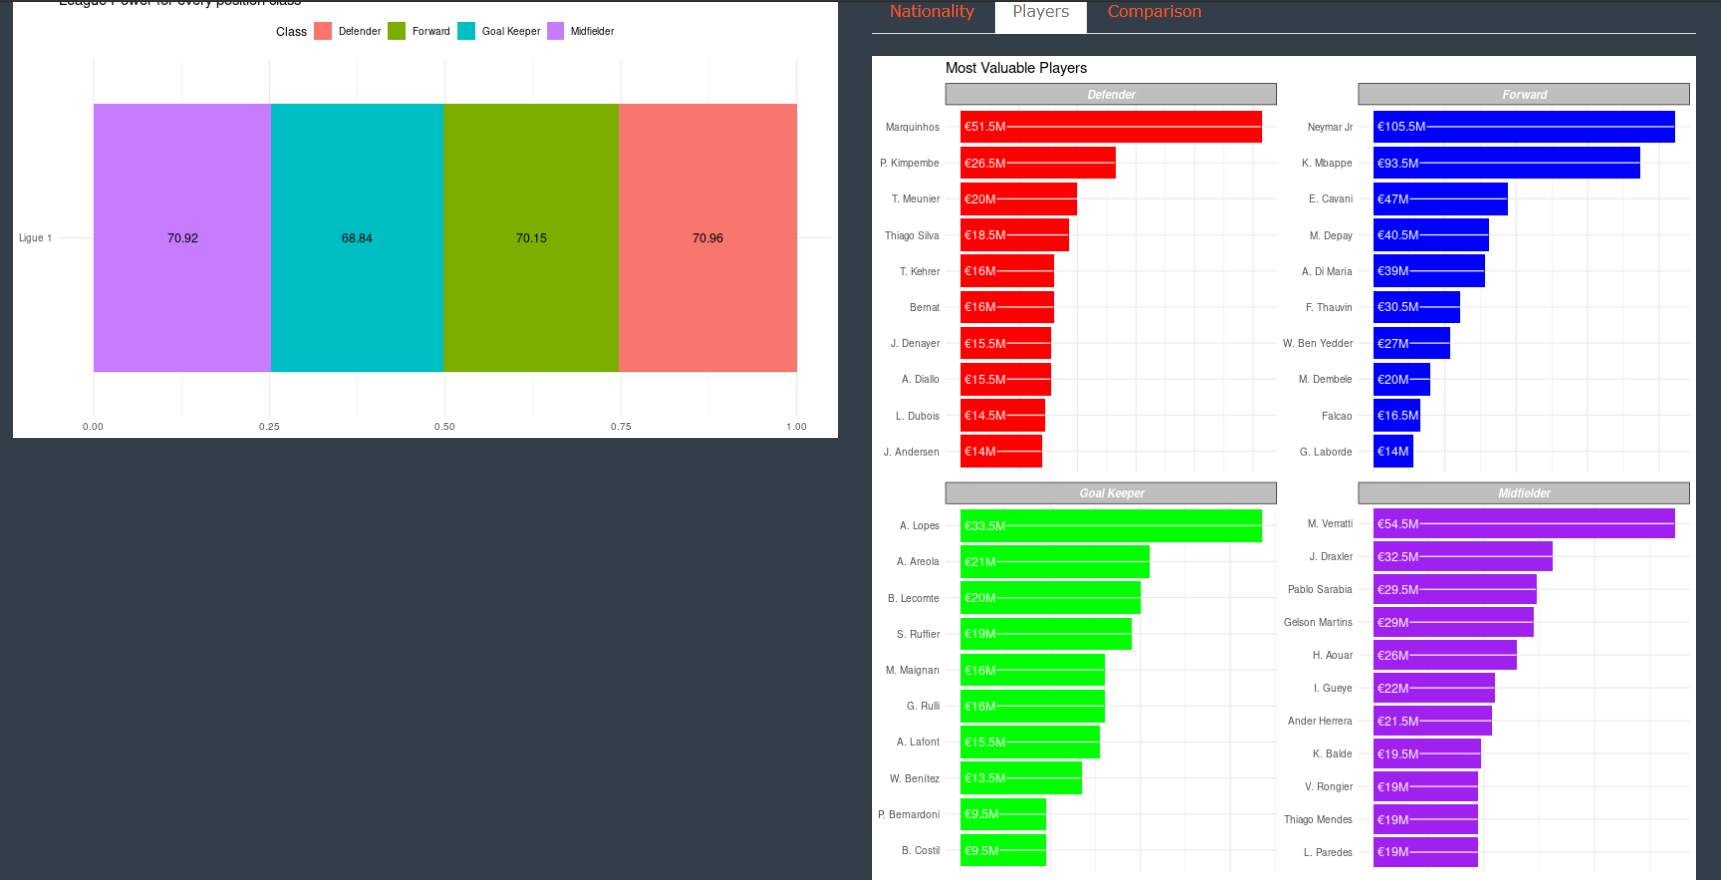 League Power for every position class
Class Defender Forward Goal Keeper Midfielder
Ligue 1 70.92 68.84 70.15 70.96
0.00 0.25 0.50 0.75 1.00
Nationality Players Comparison
Most Valuable Players
Defender
Marquinhos €51.5M
P. Kimpembe €26.5M
T. Meunier €20M
Thiago Silva €18.5M
T. Kehrer €16M
Bernat €16M
J. Denayer €15.5M
A. Diallo €15.5M
L. Dubois €14.5M
J. Andersen €14M
Forward
Neymar Jr €105.5M
K. Mbappe €93.5M
E. Cavani €47M
M. Depay €40.5M
A. Di Maria €39M
F. Thauvin €30.5M
W. Ben Yedder €27M
M. Dembele €20M
Falcao €16.5M
G. Laborde €14M
Goal Keeper
A. Lopes €33.5M
A. Areola €21M
B. Lecomte €20M
S. Ruffier €19M
M. Maignan €16M
G. Rulli €16M
A. Lafont €15.5M
W. Benitez €13.5M
P. Bernardoni €9.5M
B. Costil €9.5M
Midfielder
M. Verratti €54.5M
J. Draxler €32.5M
Pablo Sarabia €29.5M
Gelson Martins €29M
H. Aouar €26M
I. Gueye €22M
Ander Herrera €21.5M
K. Balde €19.5M
V. Rongier €19M
Thiago Mendes €19M
L. Paredes €19M